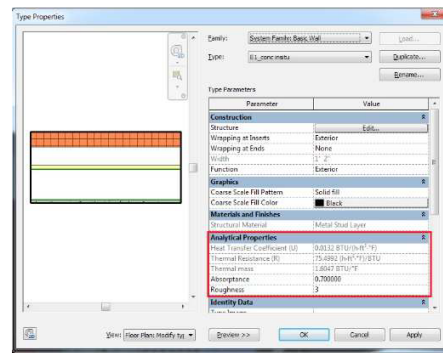 Type Properties
Family: System Family: Basic Wall Load...
Type: Duplicate...
Rename...
Type Parameters
Parameter Value
Construction
Structure Edit...
Wrapping at Inserts Exterior
Wrapping at Ends None
Width 1' 2"
Function Exterior
Graphics
Coarse Scale Fill Pattern Solid fill
Coarse Scale Fill Color Black
Materials and Finishes
Structural Material Metal Stud Layer
Analytical Properties
Heat Transfer Coefficient (U) 0.0132 BTU/(h·ft²·°F)
Thermal Resistance (R) 75.4992 (h·ft²·°F)/BTU
Thermal mass 1.8047 BTU/°F
Absorptance 0.700000
Roughness 3
Identity Data
View: Floor Plan: Modify ty Preview >> OK Cancel Apply